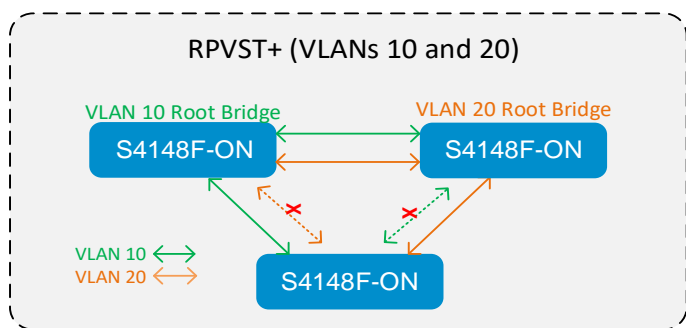 RPVST+ (VLANs 10 and 20)
VLAN 10 Root Bridge
VLAN 20 Root Bridge
S4148F-ON
S4148F-ON
X
X
VLAN 10
VLAN 20
S4148F-ON